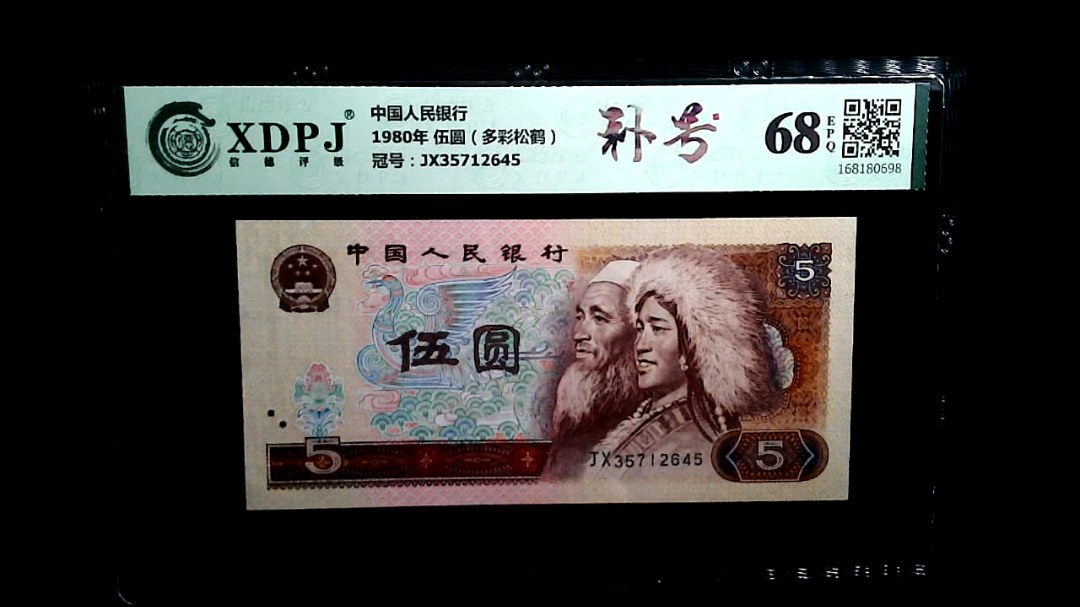 XDPJ®
信德评级
中国人民银行
1980年 伍圆（多彩松鹤）
冠号：JX35712645
补号
68
EPQ
168180698
中国人民银行
5
伍圆
5
JX35712645
5